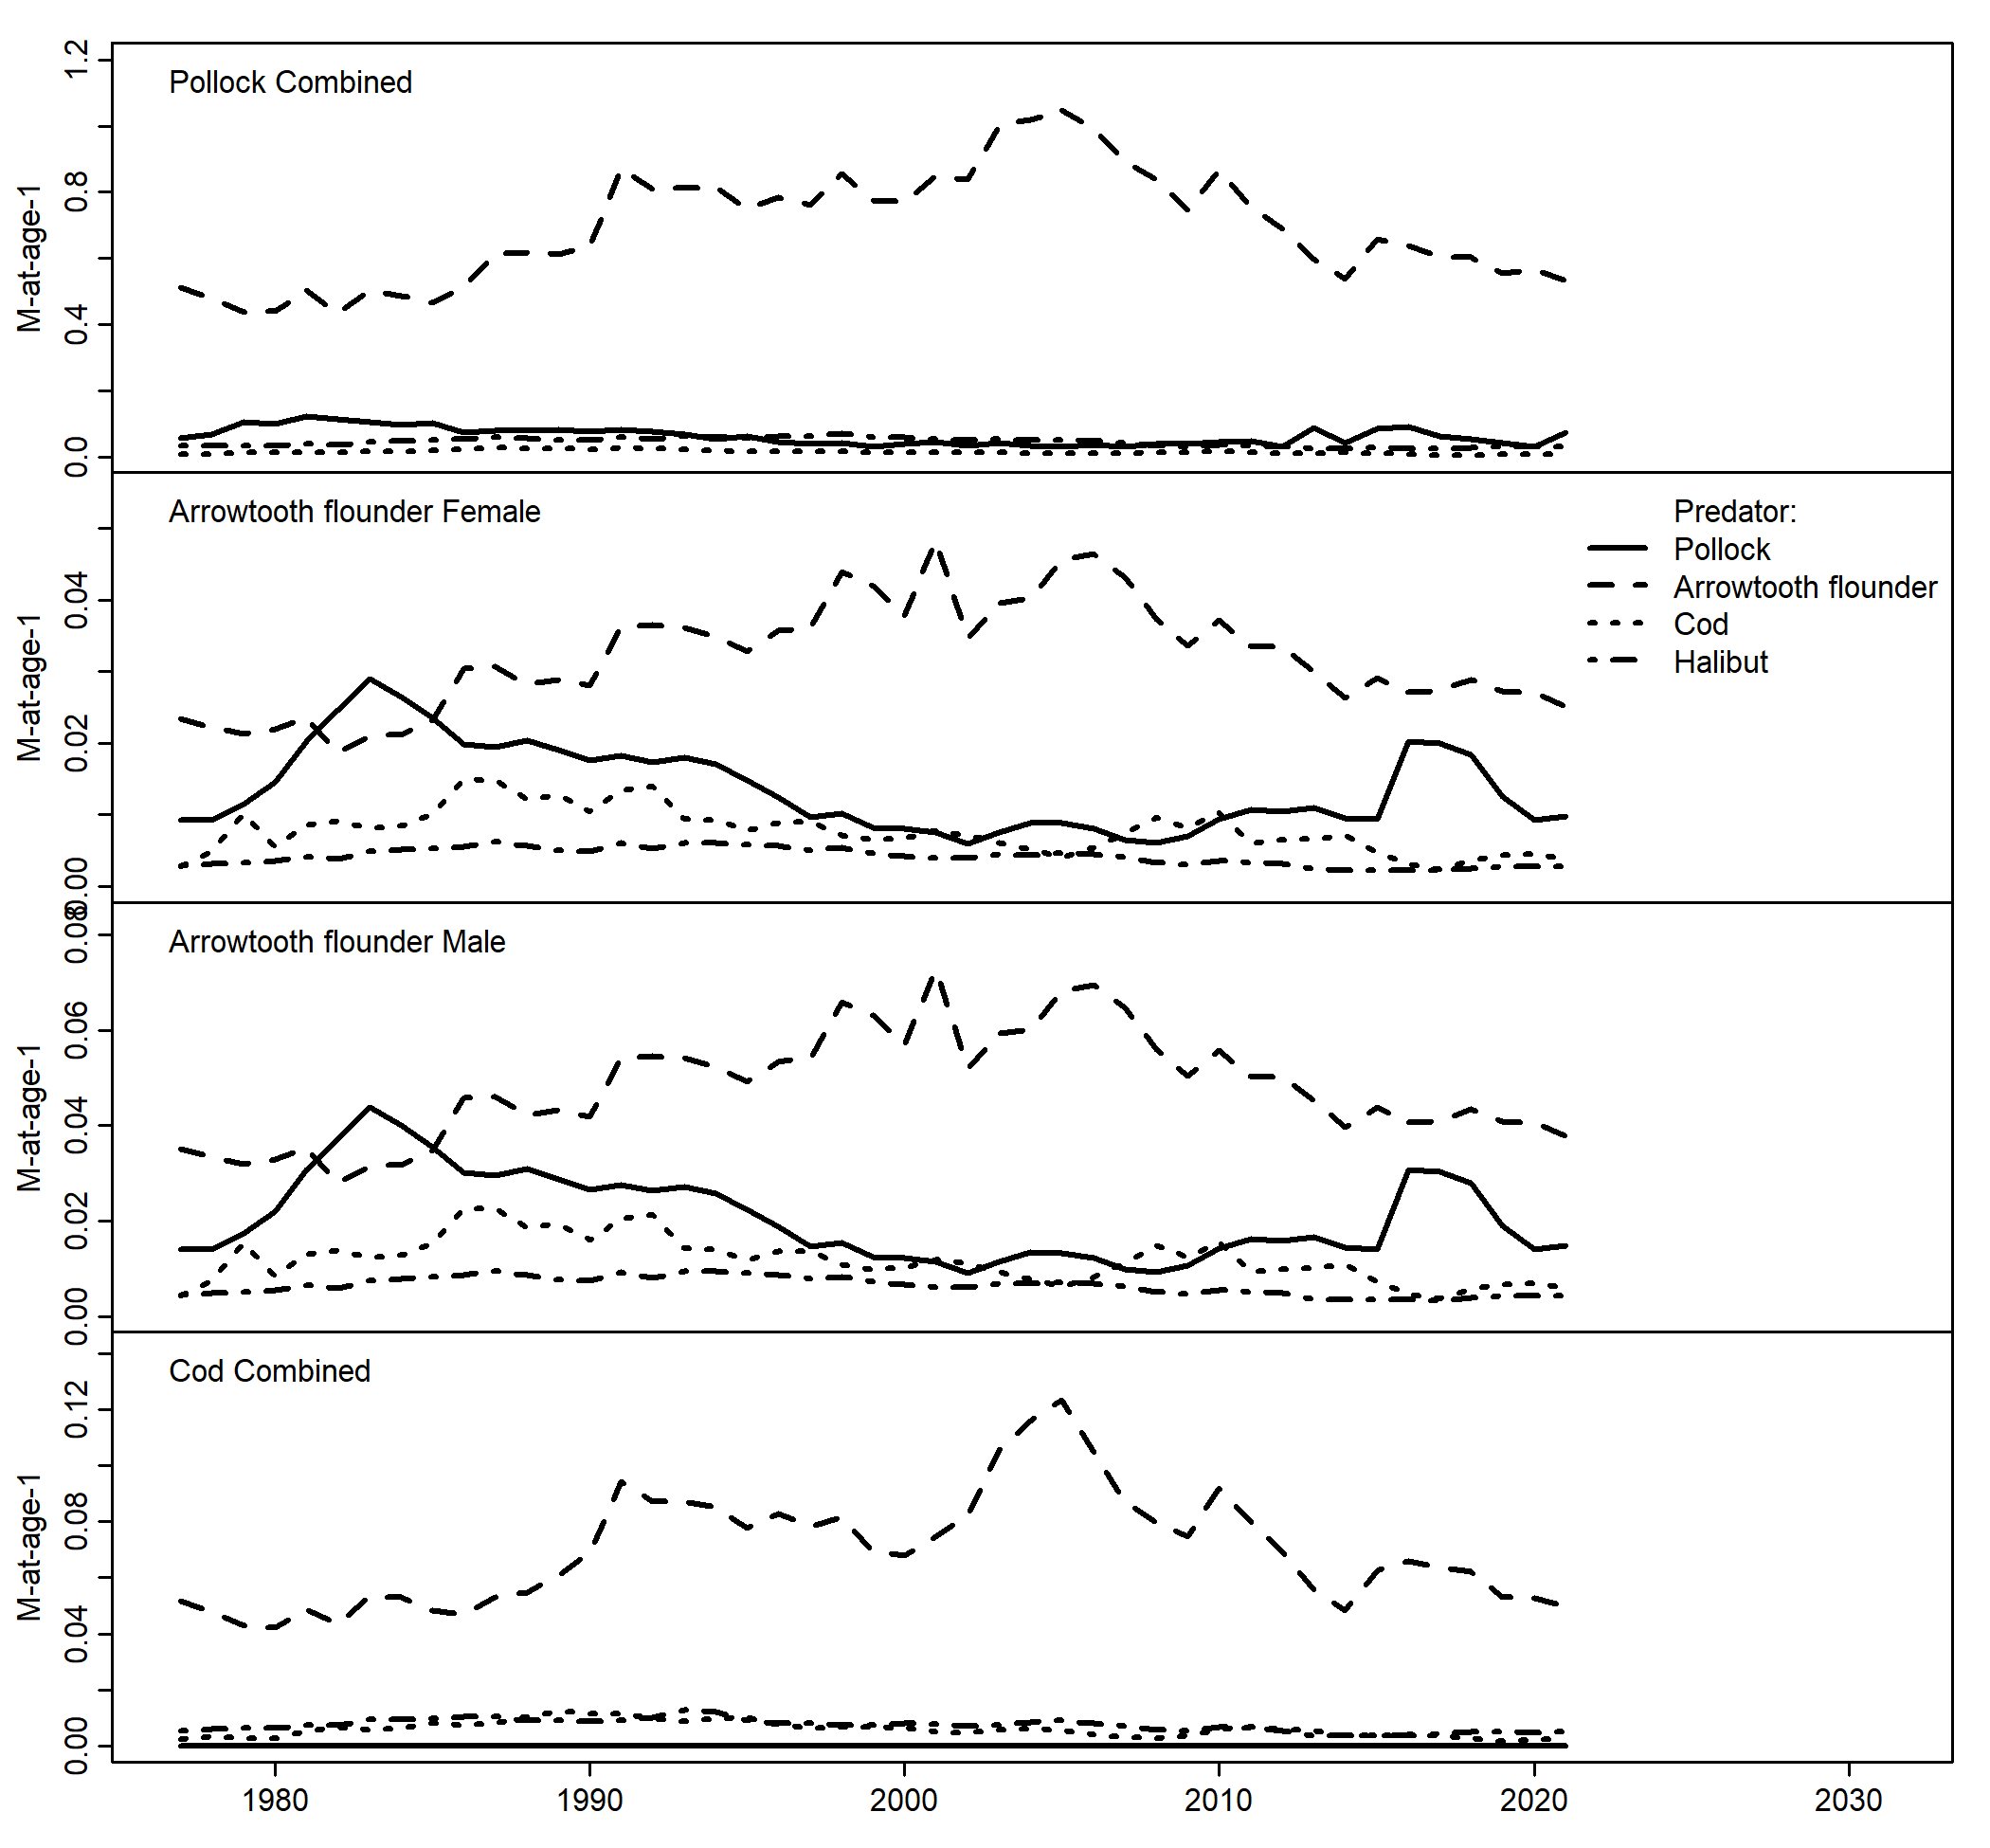 Pollock Combined
M-at-age-1
0.0 0.4 0.8 1.2
Arrowtooth flounder Female
M-at-age-1
0.00 0.02 0.04
Predator:
Pollock
Arrowtooth flounder
Cod
Halibut
Arrowtooth flounder Male
M-at-age-1
0.00 0.02 0.04 0.06 0.08
Cod Combined
M-at-age-1
0.00 0.04 0.08 0.12
1980 1990 2000 2010 2020 2030